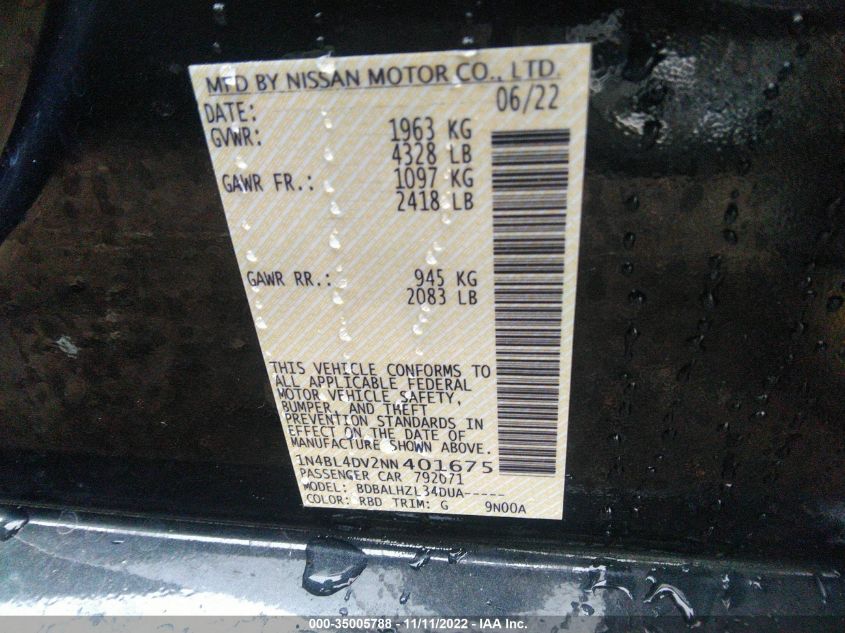 MFD BY NISSAN MOTOR CO., LTD.
DATE: 06/22
GVWR: 1963 KG
4328 LB
GAWR FR.: 1097 KG
2418 LB
GAWR RR.: 945 KG
2083 LB
THIS VEHICLE CONFORMS TO
ALL APPLICABLE FEDERAL
MOTOR VEHICLE SAFETY,
BUMPER, AND THEFT
PREVENTION STANDARDS IN
EFFECT ON THE DATE OF
MANUFACTURE SHOWN ABOVE.
1N4BL4DV2NN401675
PASSENGER CAR 792071
MODEL: BDBALHZL34DUA-----
COLOR: RBD TRIM: G 9N00A
000-35005788 - 11/11/2022 - IAA Inc.